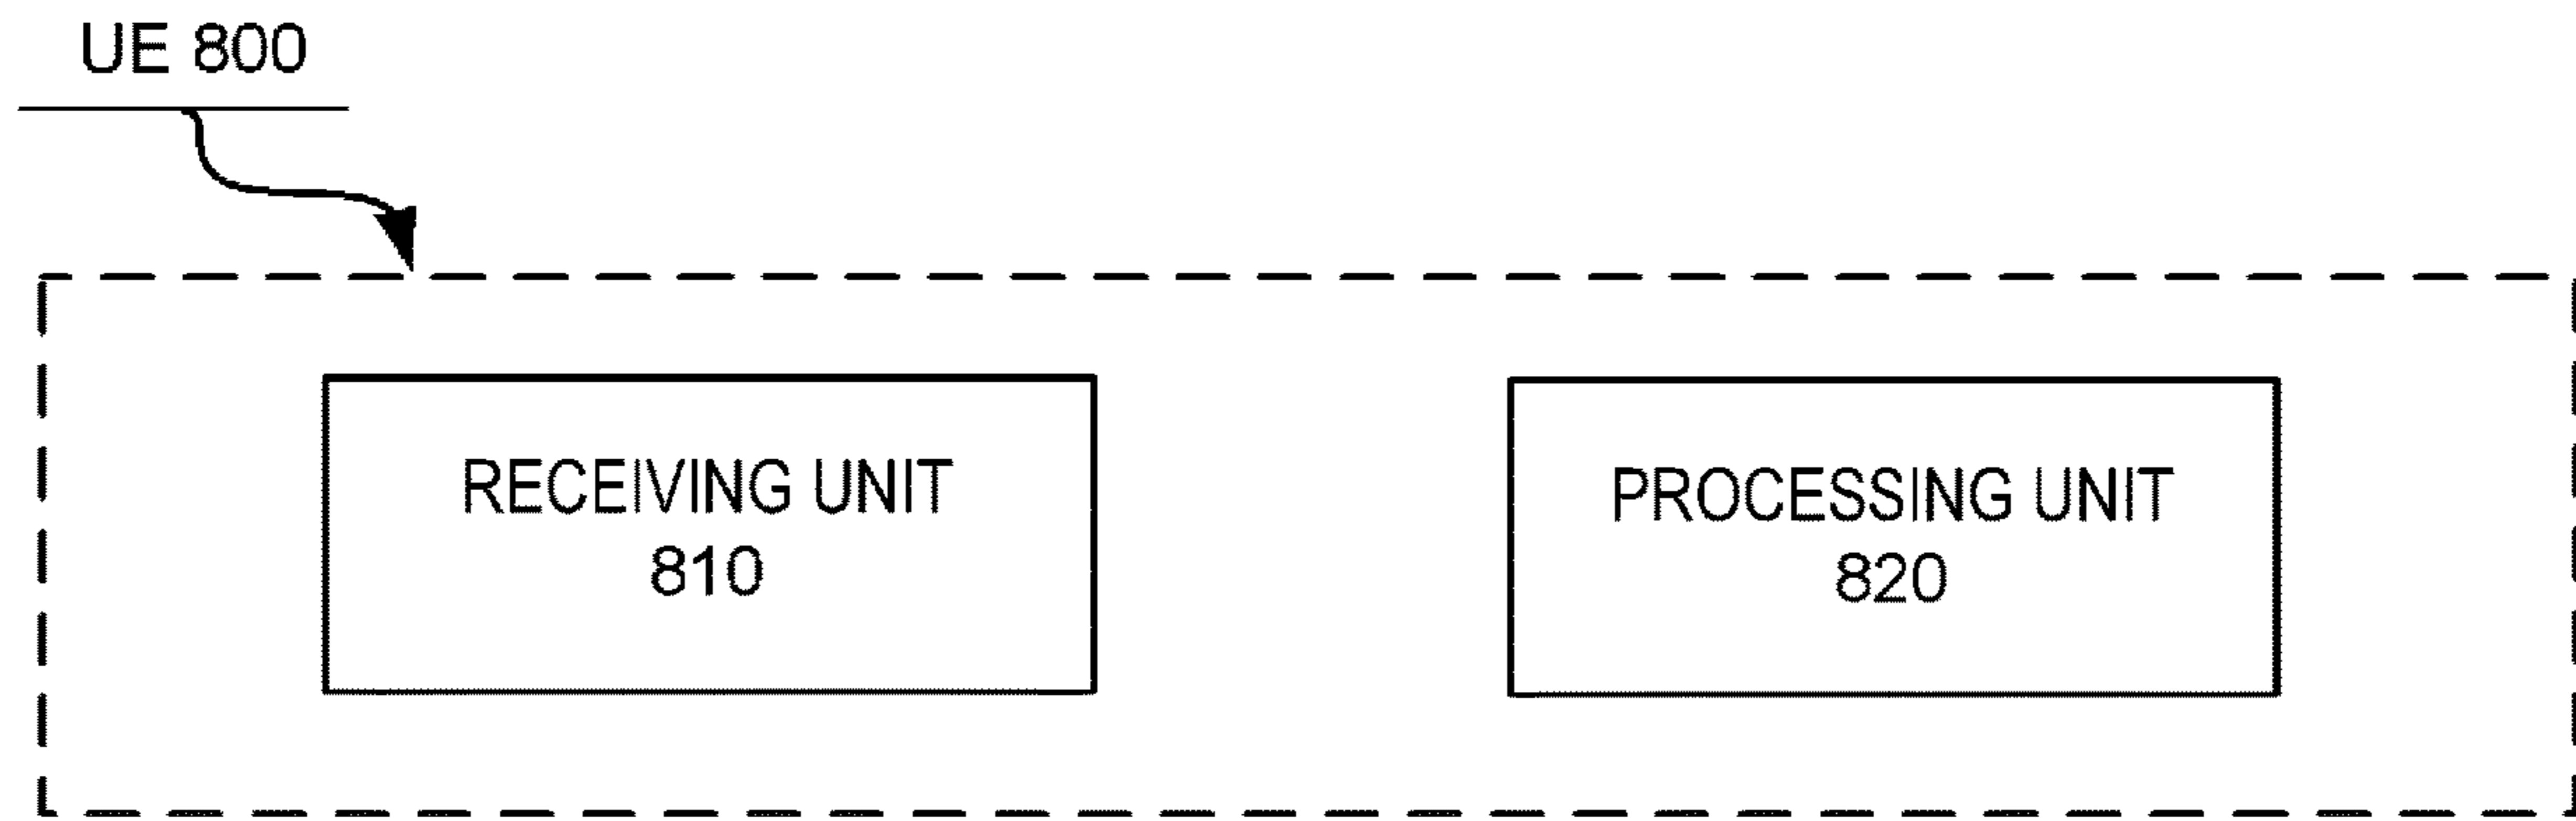 UE 800
RECEIVING UNIT
810
PROCESSING UNIT
820